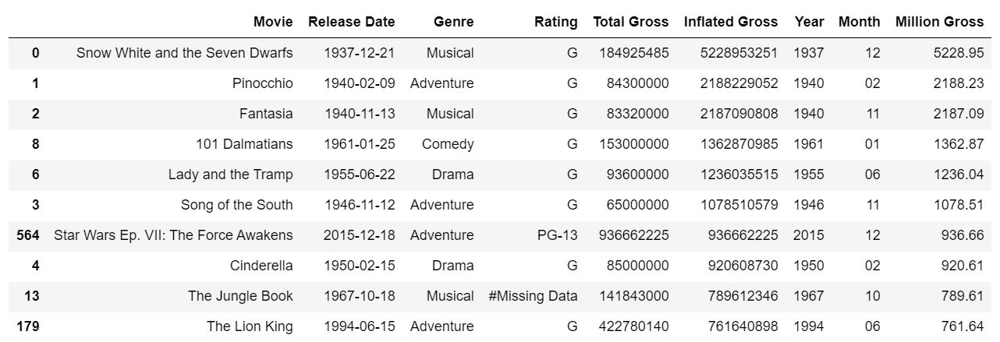 Movie Release Date Genre Rating Total Gross Inflated Gross Year Month Million Gross
0 Snow White and the Seven Dwarfs 1937-12-21 Musical G 184925485 5228953251 1937 12 5228.95
1 Pinocchio 1940-02-09 Adventure G 84300000 2188229052 1940 02 2188.23
2 Fantasia 1940-11-13 Musical G 83320000 2187090808 1940 11 2187.09
8 101 Dalmatians 1961-01-25 Comedy G 153000000 1362870985 1961 01 1362.87
6 Lady and the Tramp 1955-06-22 Drama G 93600000 1236035515 1955 06 1236.04
3 Song of the South 1946-11-12 Adventure G 65000000 1078510579 1946 11 1078.51
564 Star Wars Ep. VII: The Force Awakens 2015-12-18 Adventure PG-13 936662225 936662225 2015 12 936.66
4 Cinderella 1950-02-15 Drama G 85000000 920608730 1950 02 920.61
13 The Jungle Book 1967-10-18 Musical #Missing Data 141843000 789612346 1967 10 789.61
179 The Lion King 1994-06-15 Adventure G 422780140 761640898 1994 06 761.64